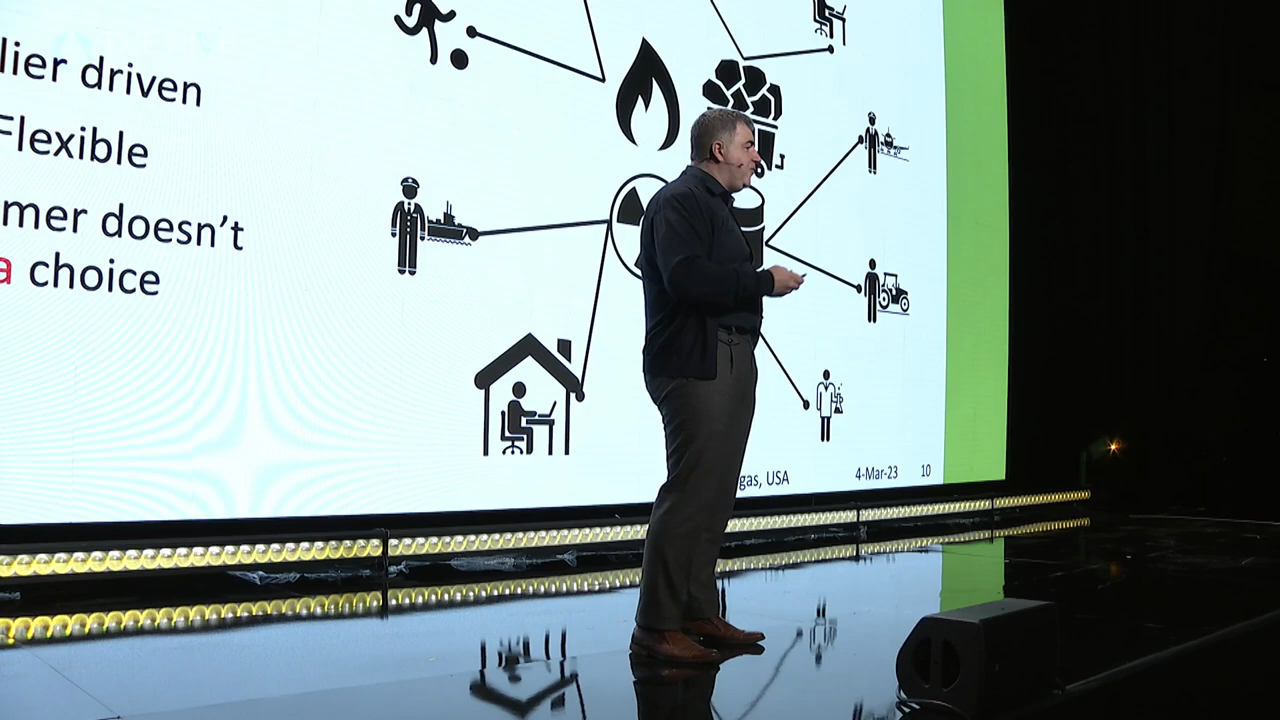 lier driven
Flexible
mer doesn’t
a choice
gas, USA
4-Mar-23
10